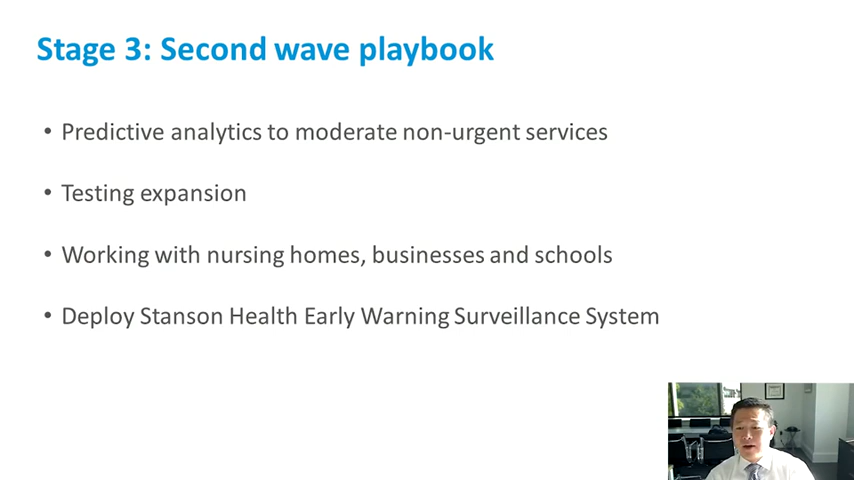 Stage 3: Second wave playbook
• Predictive analytics to moderate non-urgent services
• Testing expansion
• Working with nursing homes, businesses and schools
• Deploy Stanson Health Early Warning Surveillance System